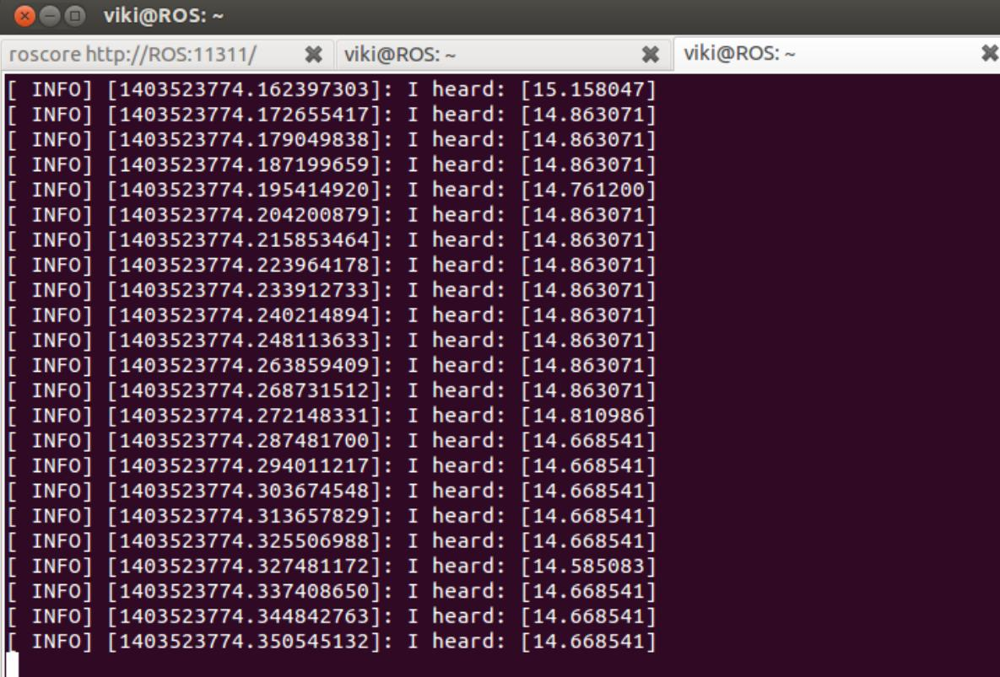 viki@ROS: ~
roscore http://ROS:11311/ viki@ROS: ~ viki@ROS: ~
[ INFO] [1403523774.162397303]: I heard: [15.158047]
[ INFO] [1403523774.172655417]: I heard: [14.863071]
[ INFO] [1403523774.179049838]: I heard: [14.863071]
[ INFO] [1403523774.187199659]: I heard: [14.863071]
[ INFO] [1403523774.195414920]: I heard: [14.761200]
[ INFO] [1403523774.204200879]: I heard: [14.863071]
[ INFO] [1403523774.215853464]: I heard: [14.863071]
[ INFO] [1403523774.223964178]: I heard: [14.863071]
[ INFO] [1403523774.233912733]: I heard: [14.863071]
[ INFO] [1403523774.240214894]: I heard: [14.863071]
[ INFO] [1403523774.248113633]: I heard: [14.863071]
[ INFO] [1403523774.263859409]: I heard: [14.863071]
[ INFO] [1403523774.268731512]: I heard: [14.863071]
[ INFO] [1403523774.272148331]: I heard: [14.810986]
[ INFO] [1403523774.287481700]: I heard: [14.668541]
[ INFO] [1403523774.294011217]: I heard: [14.668541]
[ INFO] [1403523774.303674548]: I heard: [14.668541]
[ INFO] [1403523774.313657829]: I heard: [14.668541]
[ INFO] [1403523774.325506988]: I heard: [14.668541]
[ INFO] [1403523774.327481172]: I heard: [14.585083]
[ INFO] [1403523774.337408650]: I heard: [14.668541]
[ INFO] [1403523774.344842763]: I heard: [14.668541]
[ INFO] [1403523774.350545132]: I heard: [14.668541]